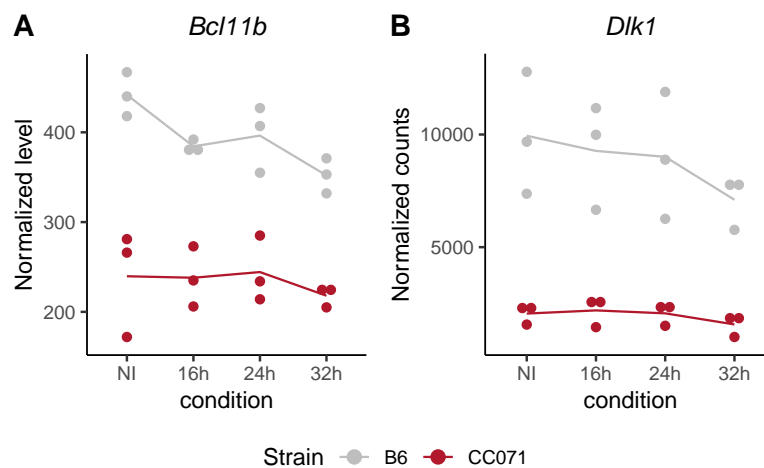 A
Bcl11b
Normalized level
400
300
200
NI 16h 24h 32h
condition
B
Dlk1
Normalized counts
10000
5000
NI 16h 24h 32h
condition
Strain B6 CC071